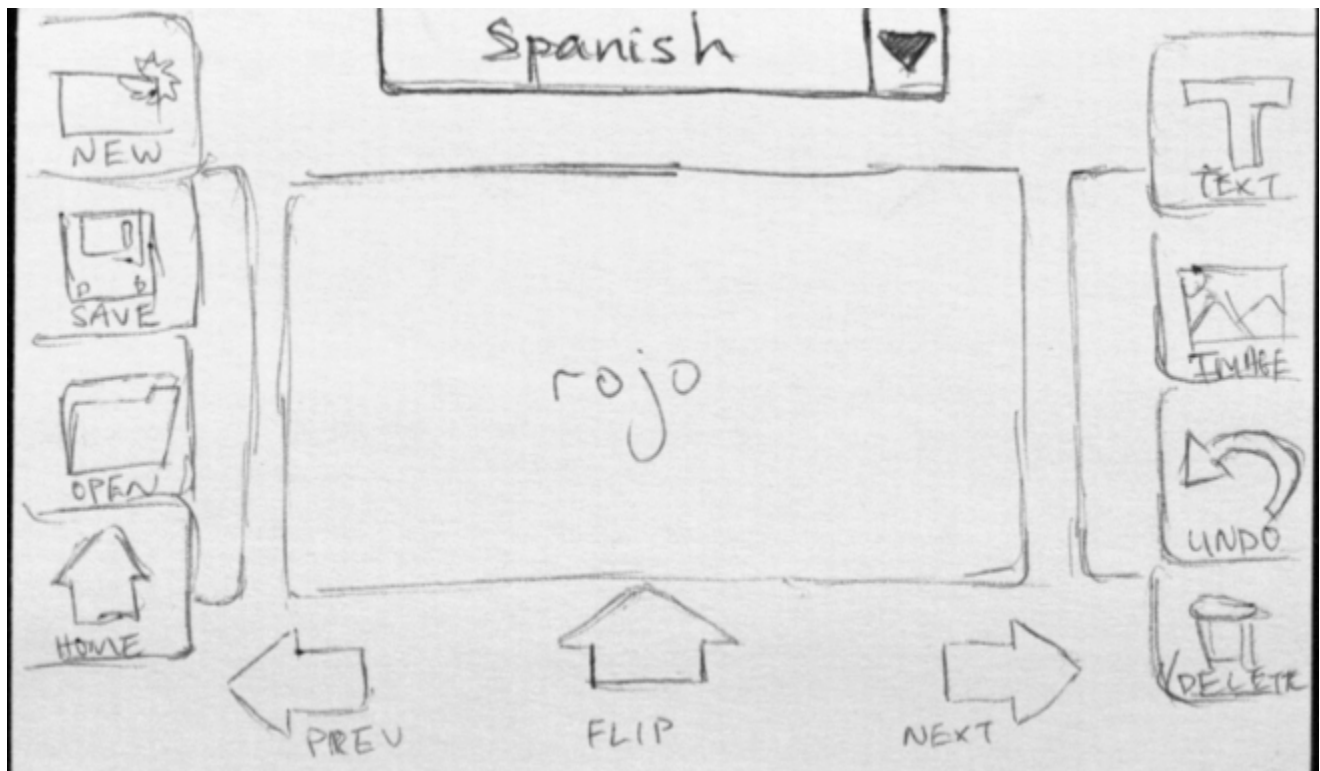 Spanish
NEW
TEXT
SAVE
IMAGE
rojo
OPEN
UNDO
HOME
DELETE
PREV
FLIP
NEXT